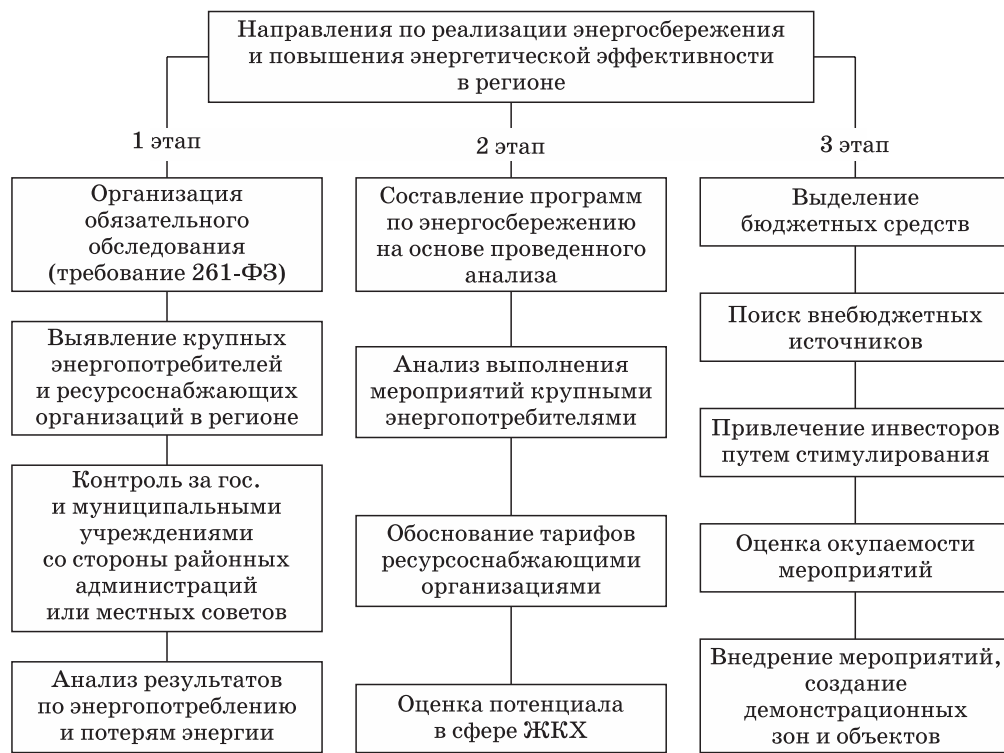 Направления по реализации энергосбережения
и повышения энергетической эффективности
в регионе
1 этап
2 этап
3 этап
Организация
обязательного
обследования
(требование 261-ФЗ)
Выявление крупных
энергопотребителей
и ресурсоснабжающих
организаций в регионе
Контроль за гос.
и муниципальными
учреждениями
со стороны районных
администраций
или местных советов
Анализ результатов
по энергопотреблению
и потерям энергии
Составление программ
по энергосбережению
на основе проведенного
анализа
Анализ выполнения
мероприятий крупными
энергопотребителями
Обоснование тарифов
ресурсоснабжающими
организациями
Оценка потенциала
в сфере ЖКХ
Выделение
бюджетных средств
Поиск внебюджетных
источников
Привлечение инвесторов
путем стимулирования
Оценка окупаемости
мероприятий
Внедрение мероприятий,
создание
демонстрационных
зон и объектов